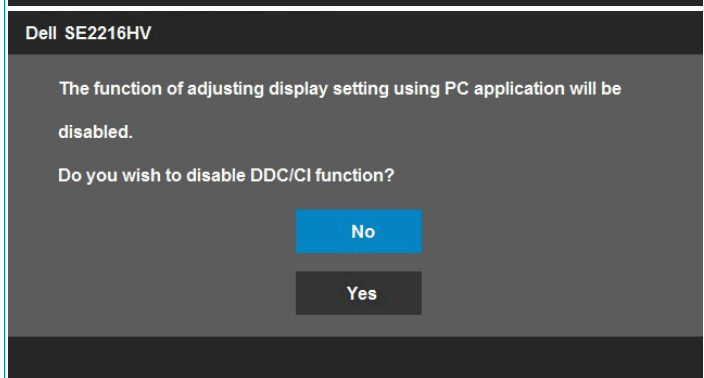 Dell SE2216HV
The function of adjusting display setting using PC application will be
disabled.
Do you wish to disable DDC/CI function?
No
Yes